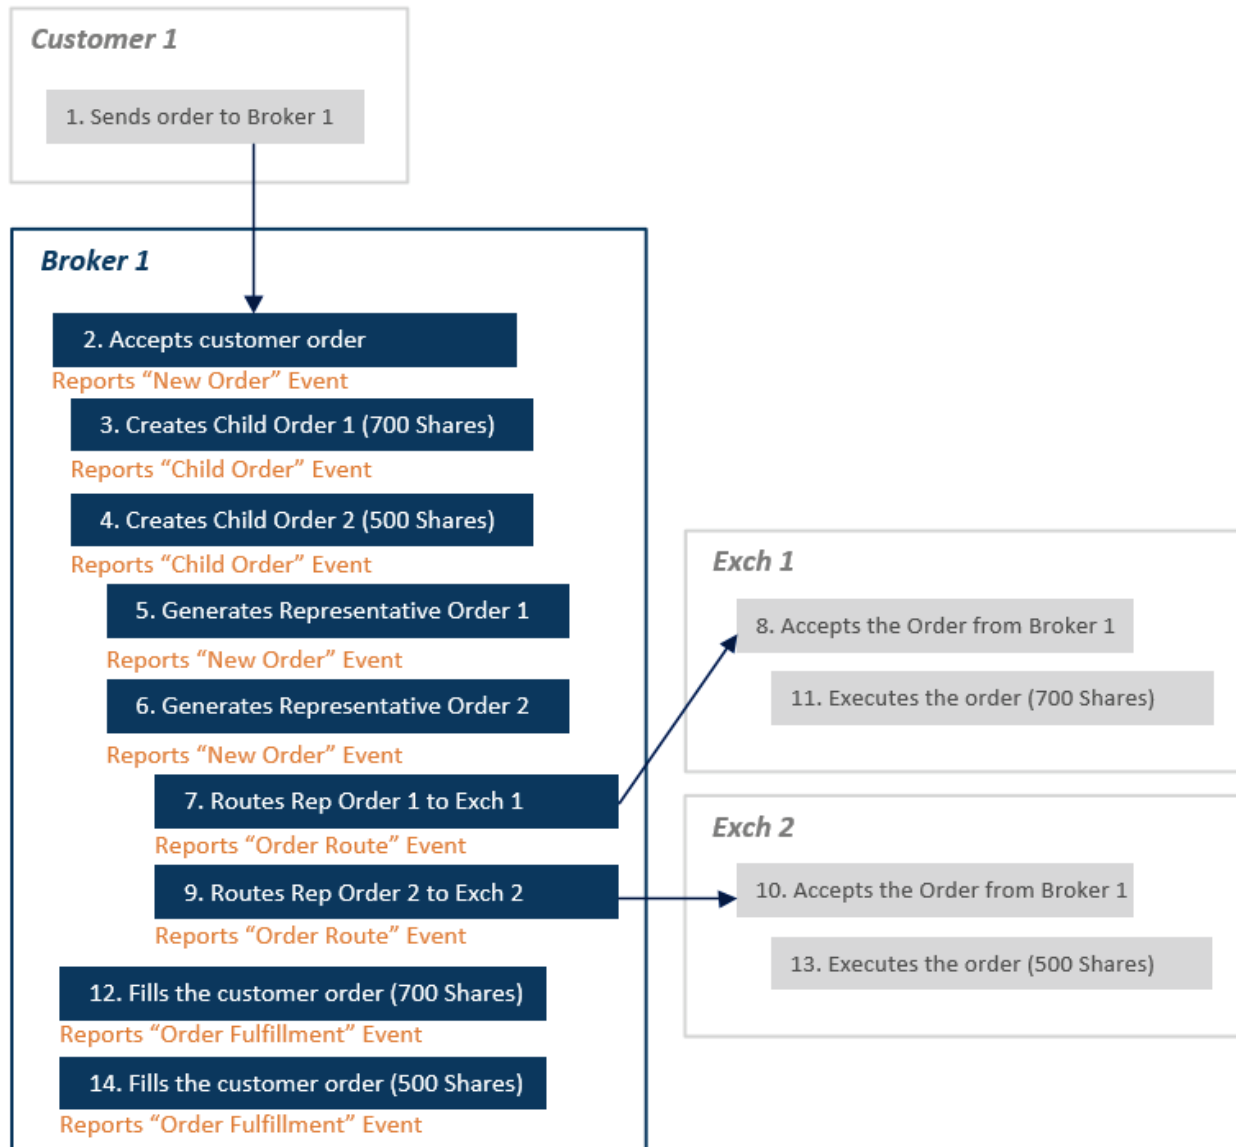 Customer 1
1. Sends order to Broker 1
Broker 1
2. Accepts customer order
Reports “New Order” Event
3. Creates Child Order 1 (700 Shares)
Reports “Child Order” Event
4. Creates Child Order 2 (500 Shares)
Reports “Child Order” Event
5. Generates Representative Order 1
Reports “New Order” Event
6. Generates Representative Order 2
Reports “New Order” Event
7. Routes Rep Order 1 to Exch 1
Reports “Order Route” Event
9. Routes Rep Order 2 to Exch 2
Reports “Order Route” Event
12. Fills the customer order (700 Shares)
Reports “Order Fulfillment” Event
14. Fills the customer order (500 Shares)
Reports “Order Fulfillment” Event
Exch 1
8. Accepts the Order from Broker 1
11. Executes the order (700 Shares)
Exch 2
10. Accepts the Order from Broker 1
13. Executes the order (500 Shares)